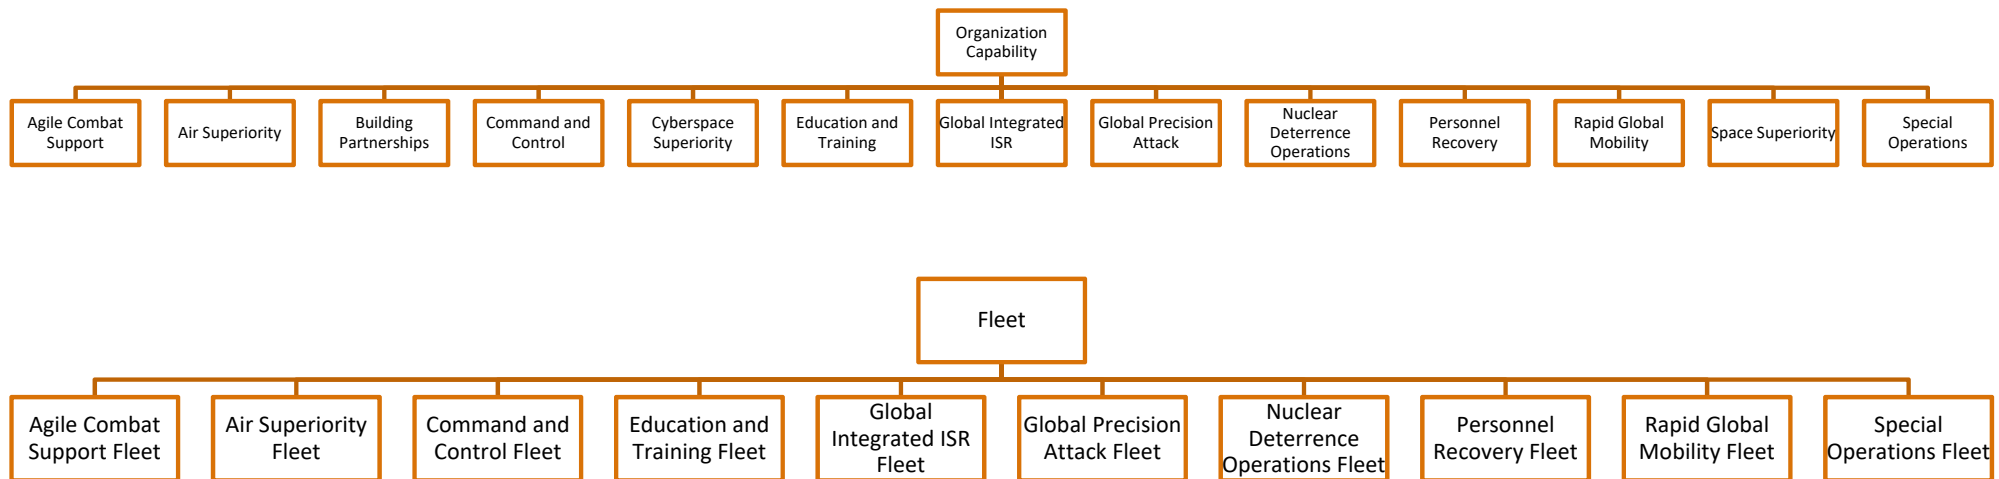 Organization
Capability
Agile Combat
Support
Air Superiority
Building
Partnerships
Command and
Control
Cyberspace
Superiority
Education and
Training
Global Integrated
ISR
Global Precision
Attack
Nuclear
Deterrence
Operations
Personnel
Recovery
Rapid Global
Mobility
Space Superiority
Special
Operations
Fleet
Agile Combat
Support Fleet
Air Superiority
Fleet
Command and
Control Fleet
Education and
Training Fleet
Global
Integrated ISR
Fleet
Global Precision
Attack Fleet
Nuclear
Deterrence
Operations Fleet
Personnel
Recovery Fleet
Rapid Global
Mobility Fleet
Special
Operations Fleet